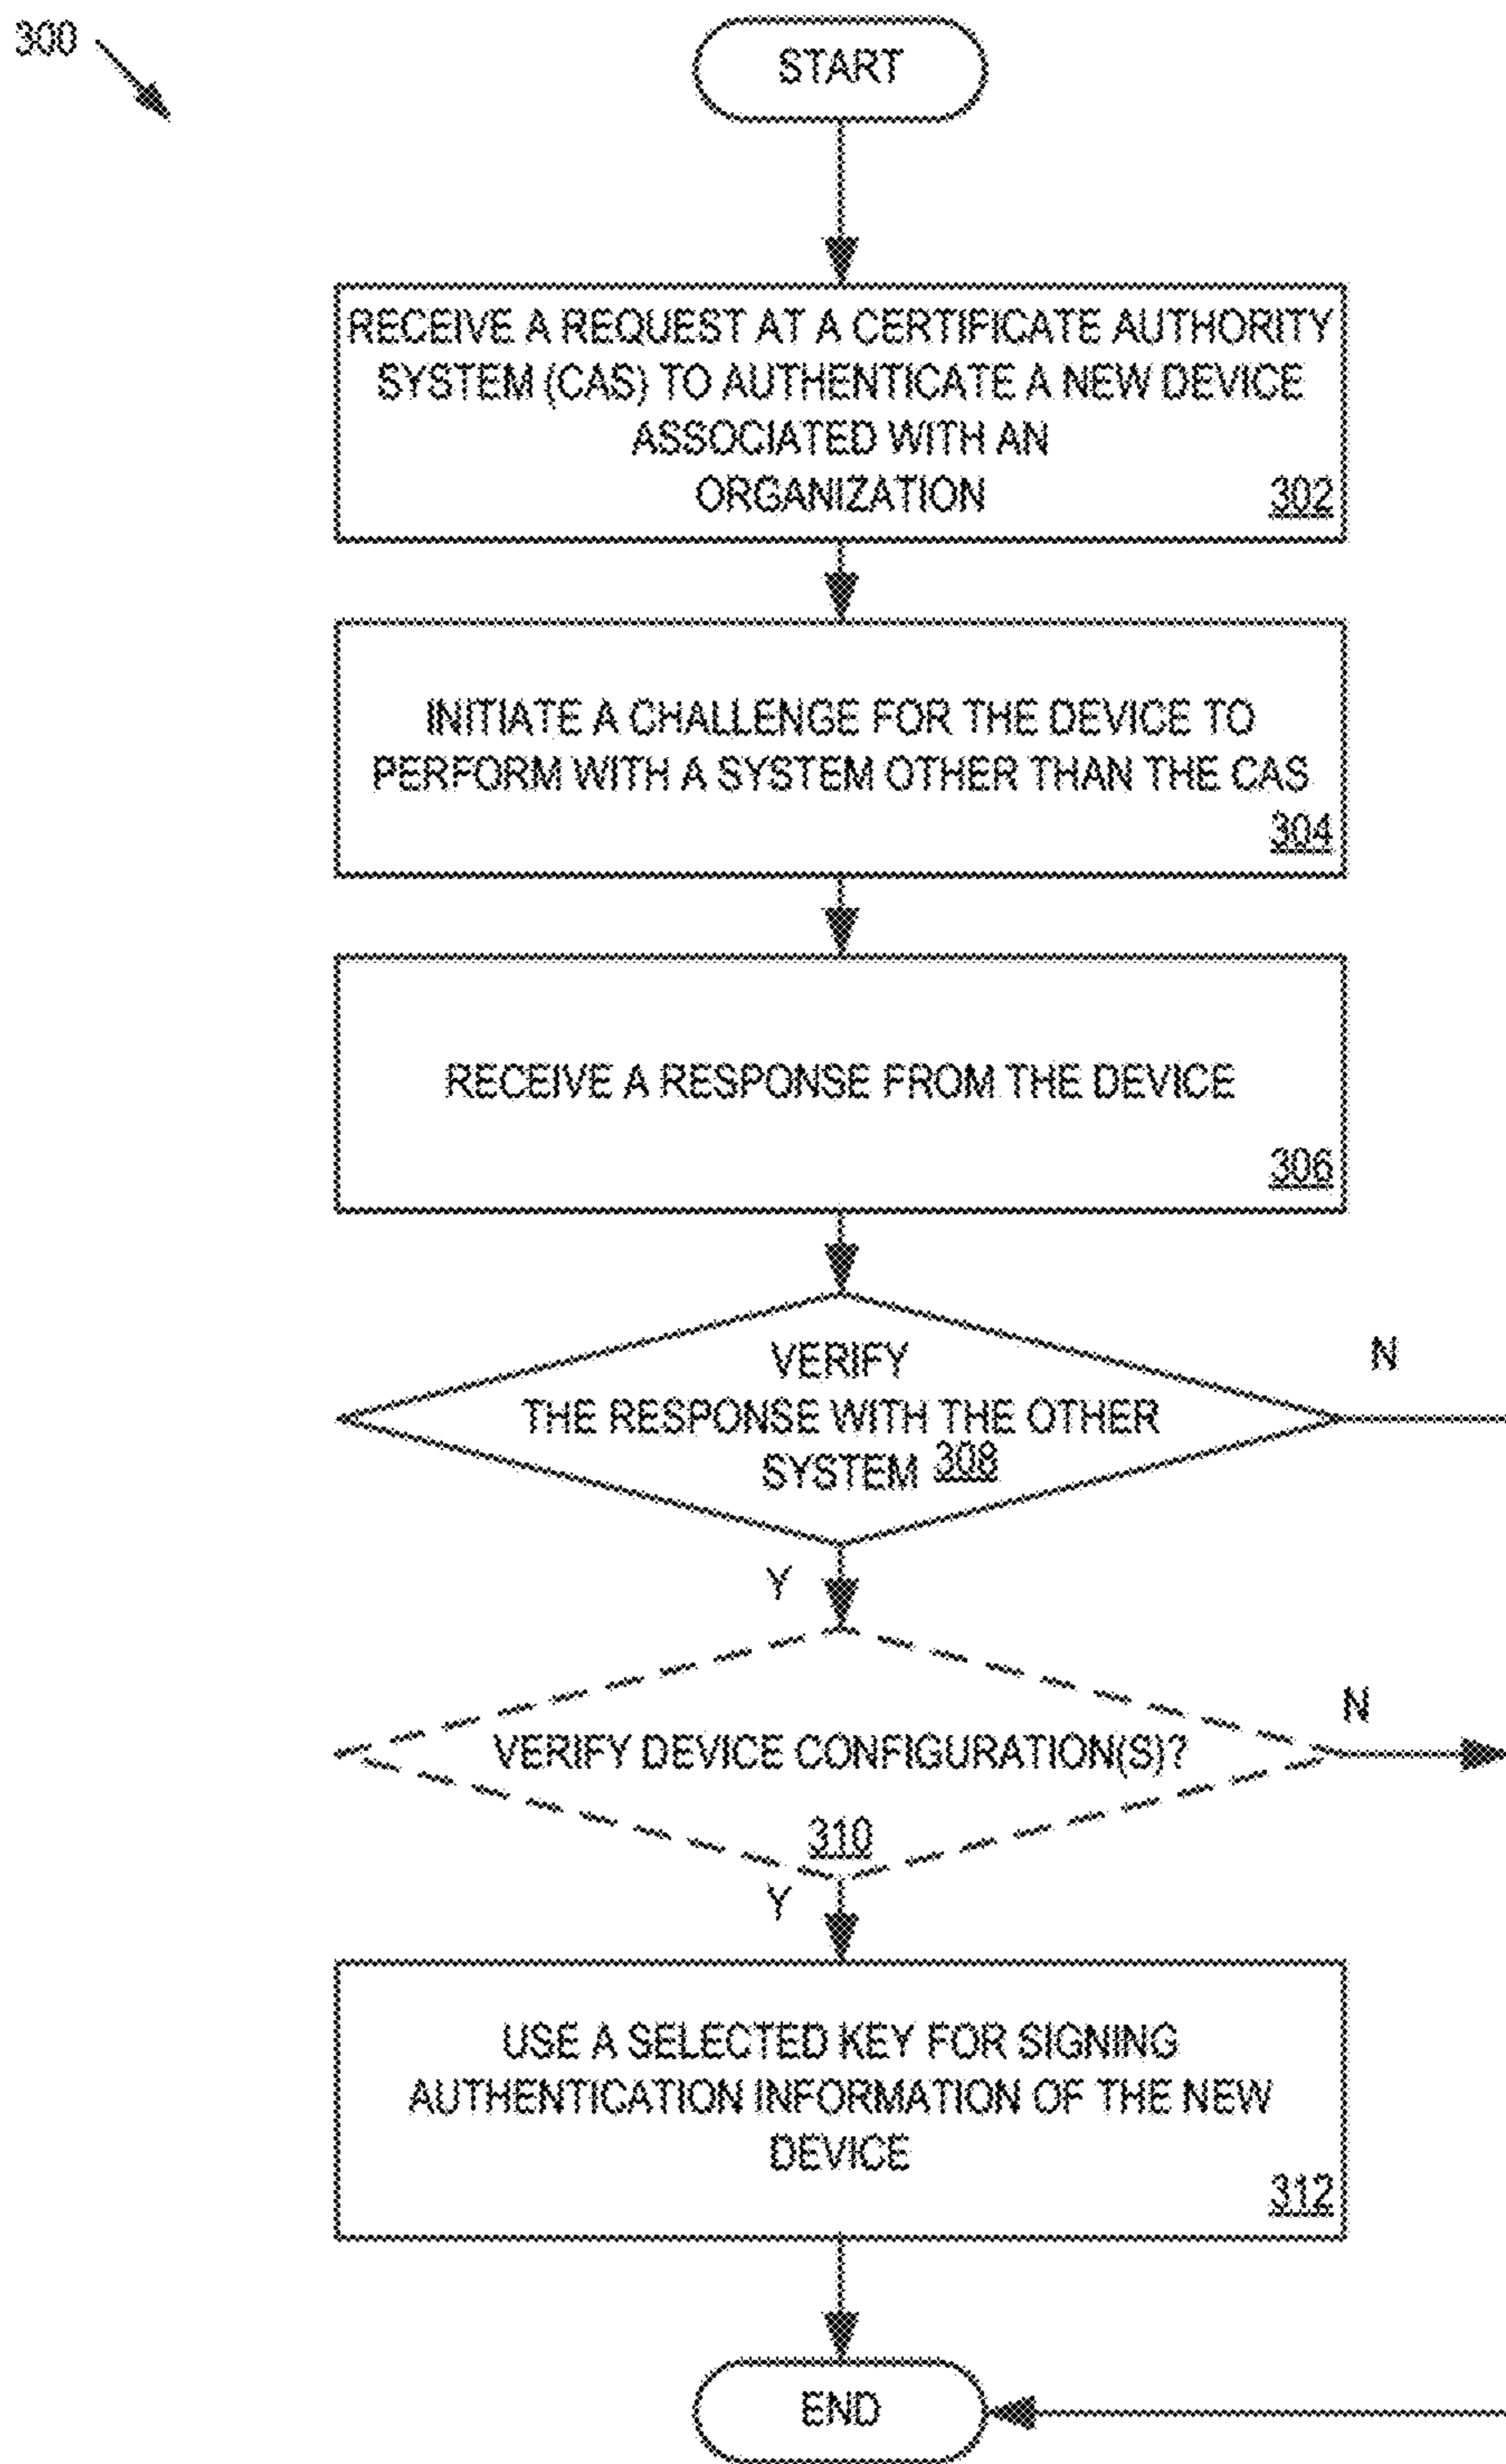 300
START
RECEIVE A REQUEST AT A CERTIFICATE AUTHORITY
SYSTEM (CAS) TO AUTHENTICATE A NEW DEVICE
ASSOCIATED WITH AN
ORGANIZATION 302
INITIATE A CHALLENGE FOR THE DEVICE TO
PERFORM WITH A SYSTEM OTHER THAN THE CAS
304
RECEIVE A RESPONSE FROM THE DEVICE
306
VERIFY
N
THE RESPONSE WITH THE OTHER
SYSTEM 308
Y
N
VERIFY DEVICE CONFIGURATION(S)?
310
Y
USE A SELECTED KEY FOR SIGNING
AUTHENTICATION INFORMATION OF THE NEW
DEVICE
312
END